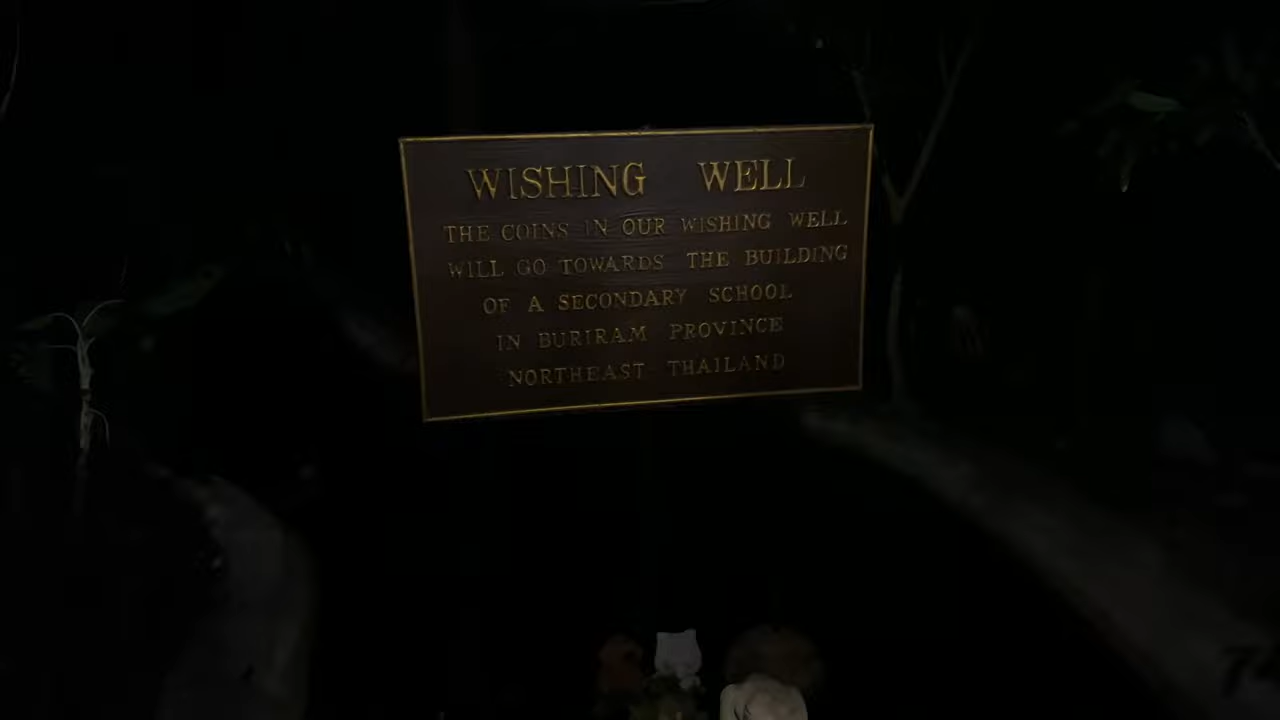 WISHING WELL
THE COINS IN OUR WISHING WELL
WILL GO TOWARDS THE BUILDING
OF A SECONDARY SCHOOL
IN BURIRAM PROVINCE
NORTHEAST THAILAND